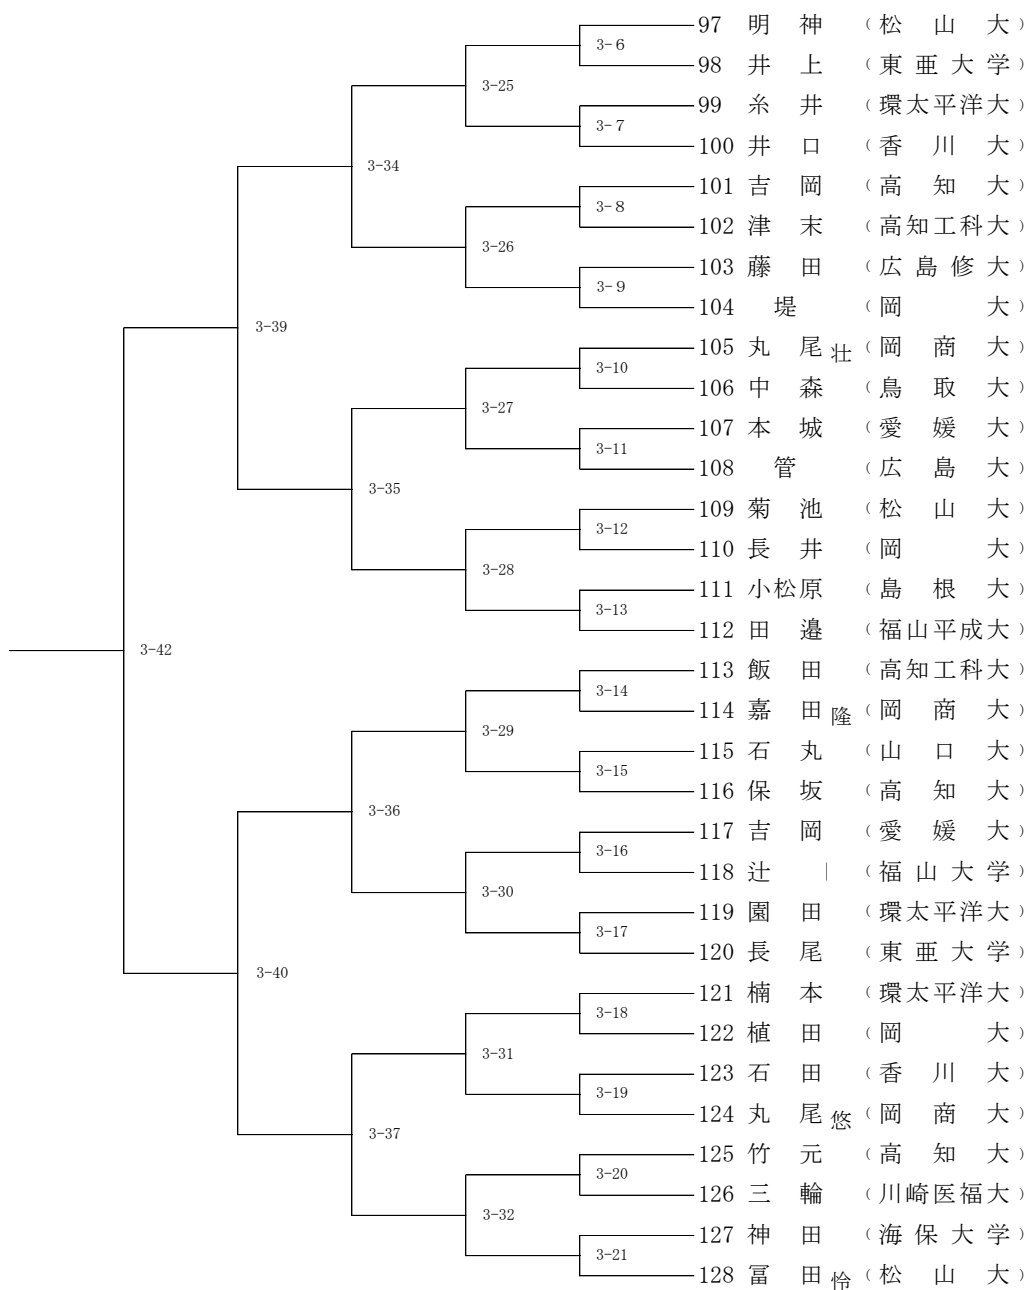 97 明神 （松山大）
3-6
98 井上 （東亜大学）
3-25
99 糸井 （環太平洋大）
3-7
100 井口 （香川大）
3-34
101 吉岡 （高知大）
3-8
102 津末 （高知工科大）
3-26
103 藤田 （広島修大）
3-9
104 堤 （岡大）
3-39
105 丸尾壮 （岡商大）
3-10
106 中森 （鳥取大）
3-27
107 本城 （愛媛大）
3-11
108 管 （広島大）
3-35
109 菊池 （松山大）
3-12
110 長井 （岡大）
3-28
111 小松原 （島根大）
3-13
112 田邉 （福山平成大）
3-42
113 飯田 （高知工科大）
3-14
114 嘉田隆 （岡商大）
3-29
115 石丸 （山口大）
3-15
116 保坂 （高知大）
3-36
117 吉岡 （愛媛大）
3-16
118 辻 （福山大学）
3-30
119 園田 （環太平洋大）
3-17
120 長尾 （東亜大学）
3-40
121 楠本 （環太平洋大）
3-18
122 植田 （岡大）
3-31
123 石田 （香川大）
3-19
124 丸尾悠 （岡商大）
3-37
125 竹元 （高知大）
3-20
126 三輪 （川崎医福大）
3-32
127 神田 （海保大学）
3-21
128 冨田怜 （松山大）